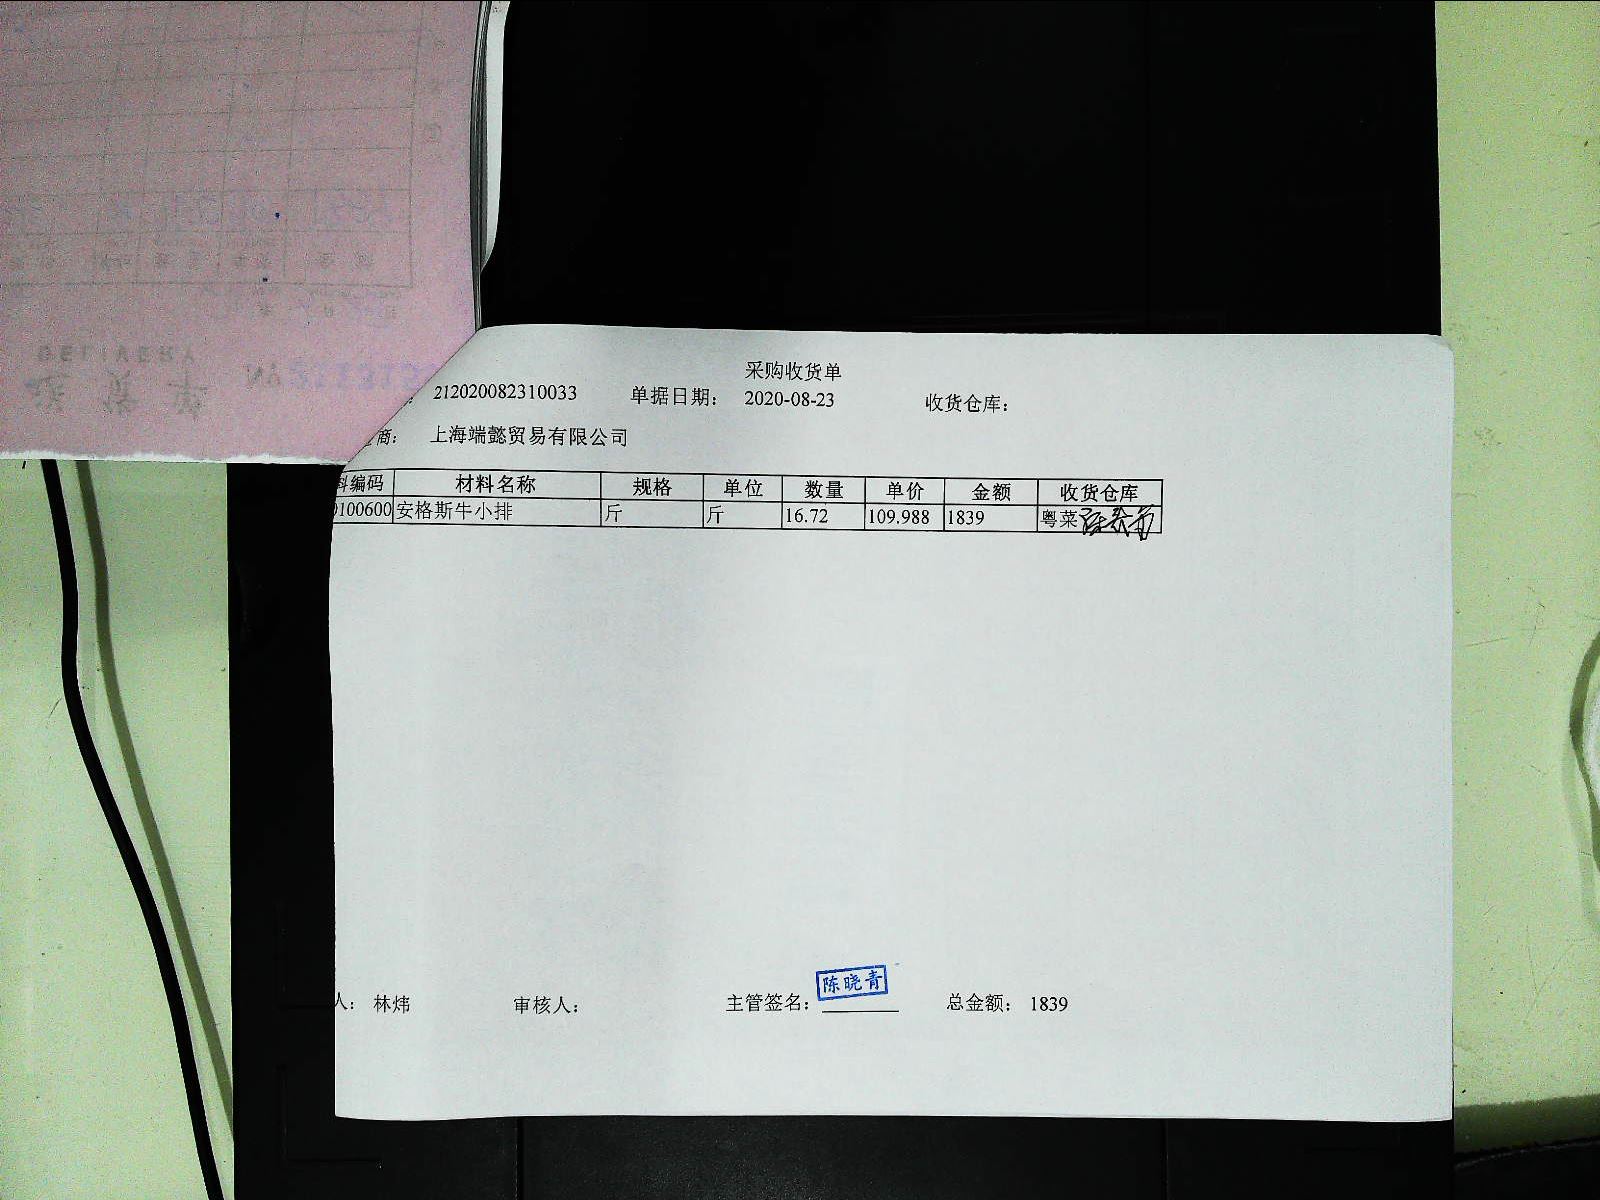 采购收货单
212020082310033 单据日期： 2020-08-23 收货仓库：
商： 上海端懿贸易有限公司
料编码 材料名称 规格 单位 数量 单价 金额 收货仓库
0100600 安格斯牛小排 斤 斤 16.72 109.988 1839 粤菜
陈晓青
人： 林炜 审核人： 主管签名： 总金额： 1839
DELIVERY